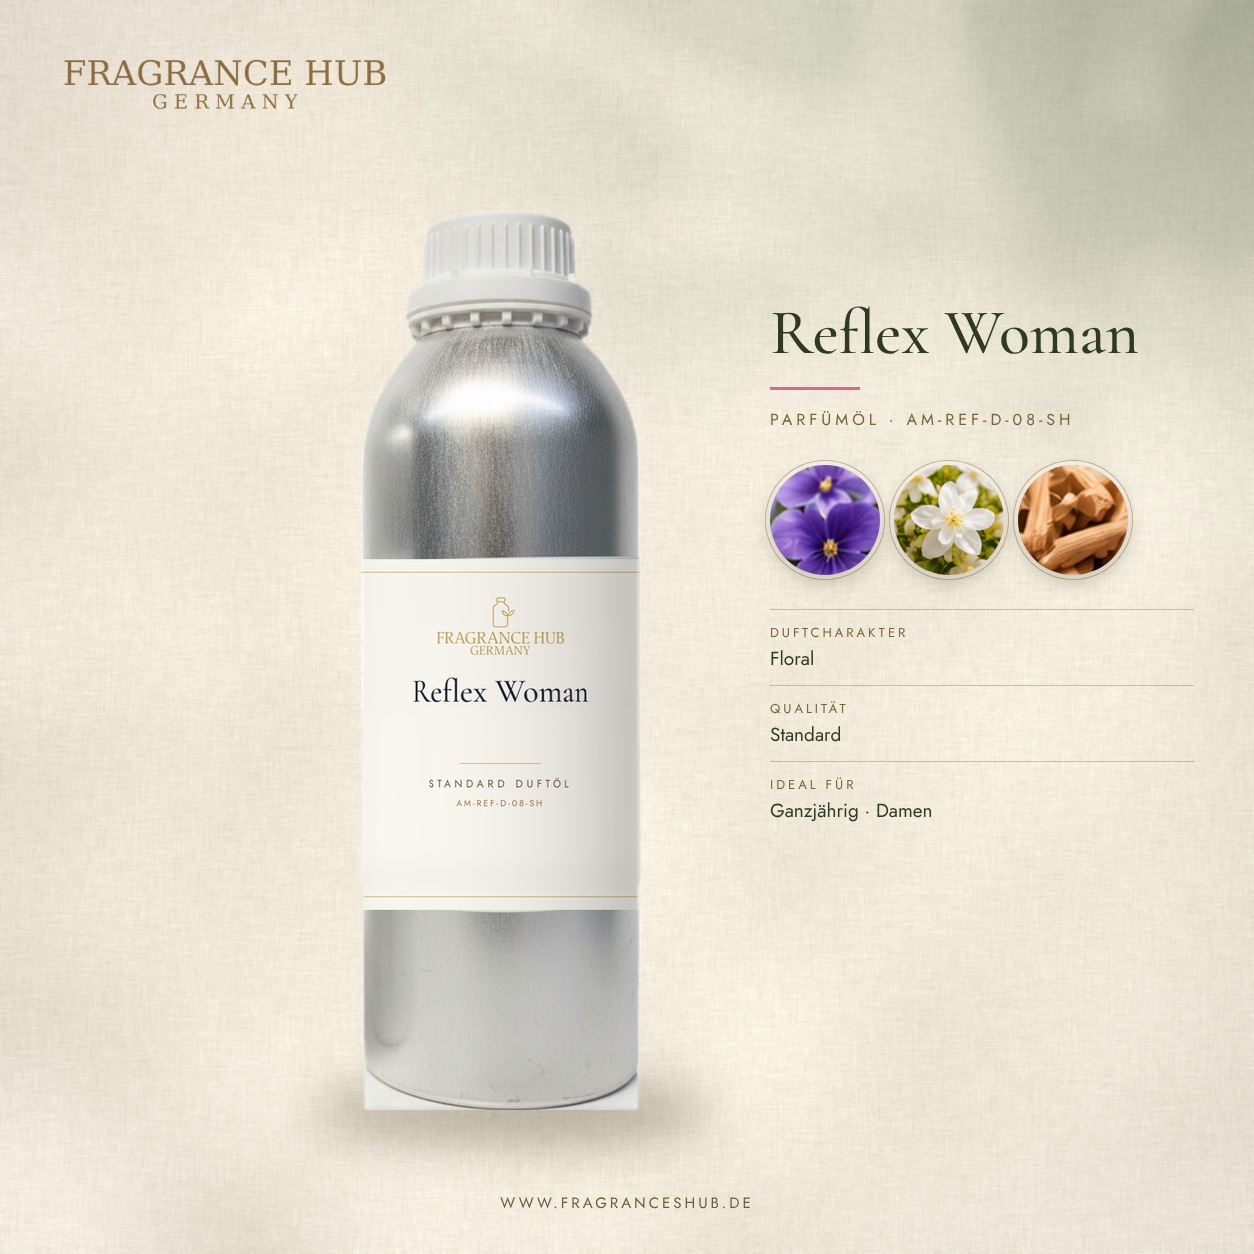 FRAGRANCE HUB
GERMANY
Reflex Woman
PARFÜMÖL · AM-REF-D-08-SH
DUFTCHARAKTER
Floral
QUALITÄT
Standard
IDEAL FÜR
Ganzjährig · Damen
FRAGRANCE HUB
GERMANY
Reflex Woman
STANDARD DUFTÖL
AM-REF-D-08-SH
WWW.FRAGRANCESHUB.DE